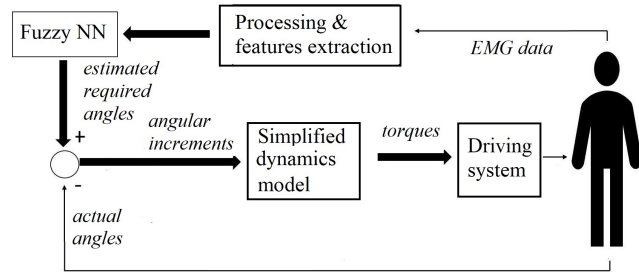 Fuzzy NN
Processing &
features extraction
EMG data
estimated
required
angles
+
-
angular
increments
Simplified
dynamics
model
torques
Driving
system
actual
angles